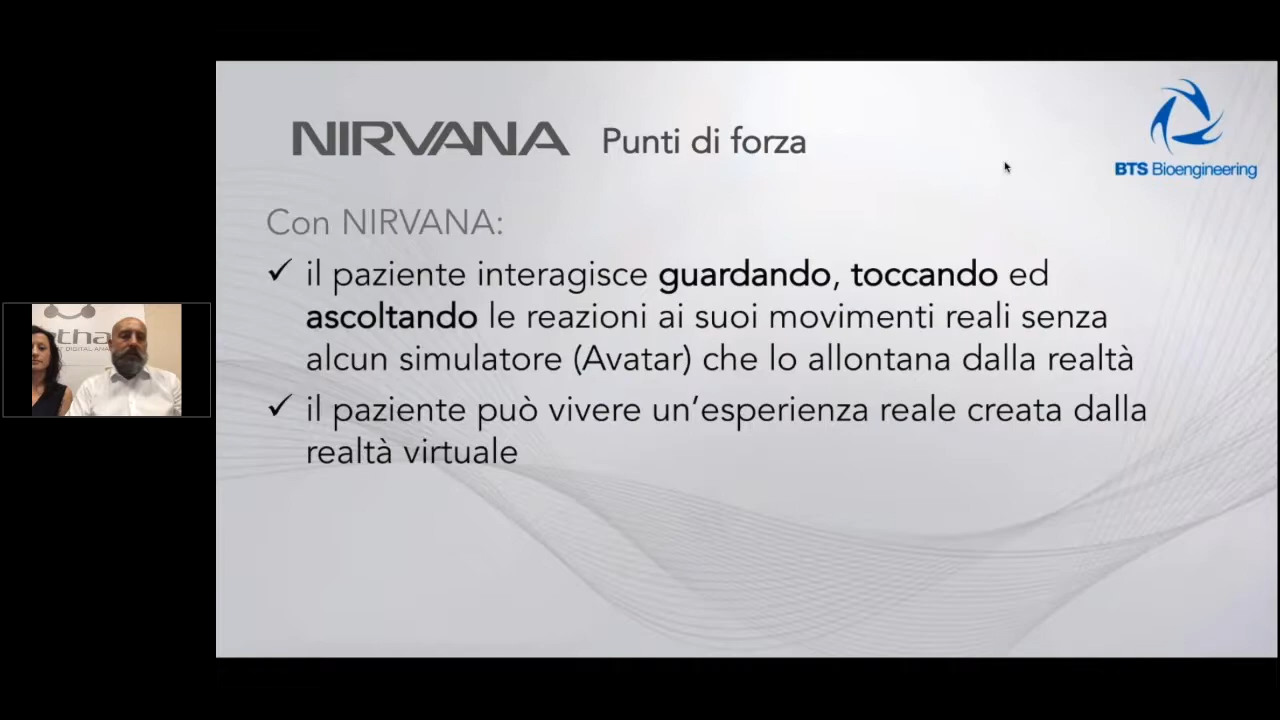 NIRVANA Punti di forza
BTS Bioengineering
Con NIRVANA:
✓ il paziente interagisce guardando, toccando ed
ascoltando le reazioni ai suoi movimenti reali senza
alcun simulatore (Avatar) che lo allontana dalla realtà
✓ il paziente può vivere un'esperienza reale creata dalla
realtà virtuale